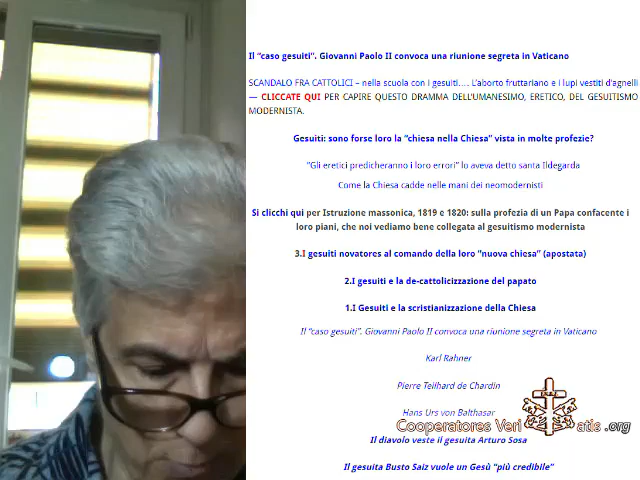 Il "caso gesuiti". Giovanni Paolo II convoca una riunione segreta in Vaticano
SCANDALO FRA CATTOLICI – nella scuola con i gesuiti…. L'aborto fruttariano e i lupi vestiti d'agnelli
— CLICCATE QUI PER CAPIRE QUESTO DRAMMA DELL'UMANESIMO, ERETICO, DEL GESUITISMO
MODERNISTA.
Gesuiti: sono forse loro la "chiesa nella Chiesa" vista in molte profezie?
"Gli eretici predicheranno i loro errori" lo aveva detto santa Ildegarda
Come la Chiesa cadde nelle mani dei neomodernisti
Si clicchi qui per Istruzione massonica, 1819 e 1820: sulla profezia di un Papa confacente i
loro piani, che noi vediamo bene collegata al gesuitismo modernista
3.I gesuiti novatores al comando della loro "nuova chiesa" (apostata)
2.I gesuiti e la de-cattolicizzazione del papato
1.I Gesuiti e la scristianizzazione della Chiesa
Il "caso gesuiti". Giovanni Paolo II convoca una riunione segreta in Vaticano
Karl Rahner
Pierre Teilhard de Chardin
Hans Urs von Balthasar
Cooperatores Veritatis .org
Il diavolo veste il gesuita Arturo Sosa
Il gesuita Busto Saiz vuole un Gesù "più credibile"